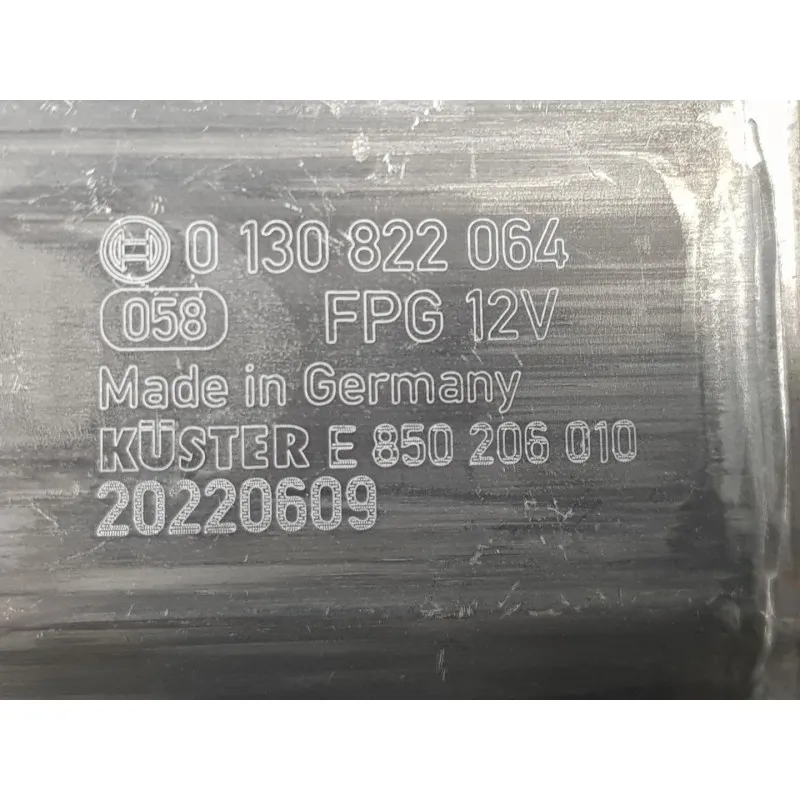 0 130 822 064
058 FPG 12V
Made in Germany
KÜSTER E 850 206 010
20220609